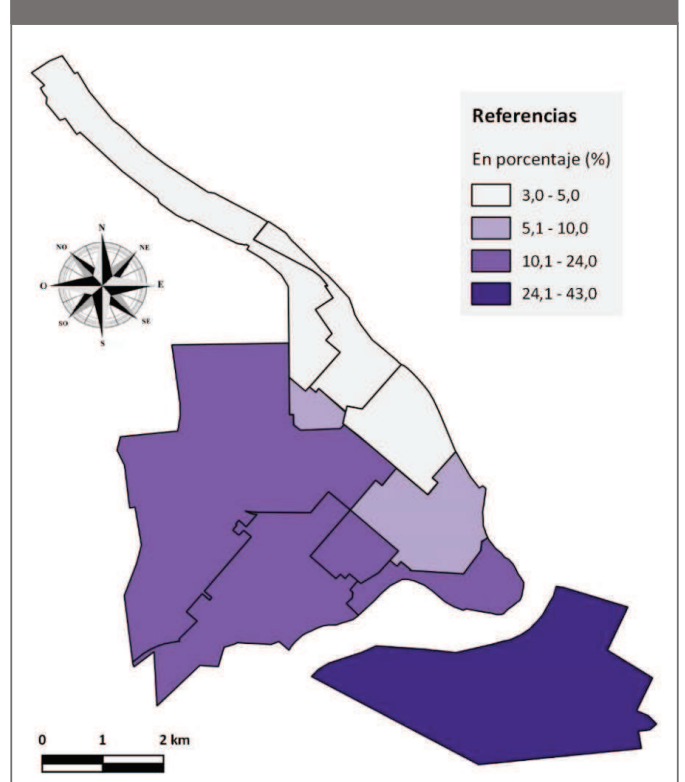 Referencias
En porcentaje (%)
3,0 - 5,0
5,1 - 10,0
10,1 - 24,0
24,1 - 43,0
N
NO
NE
O
E
SO
SE
S
0 1 2 km